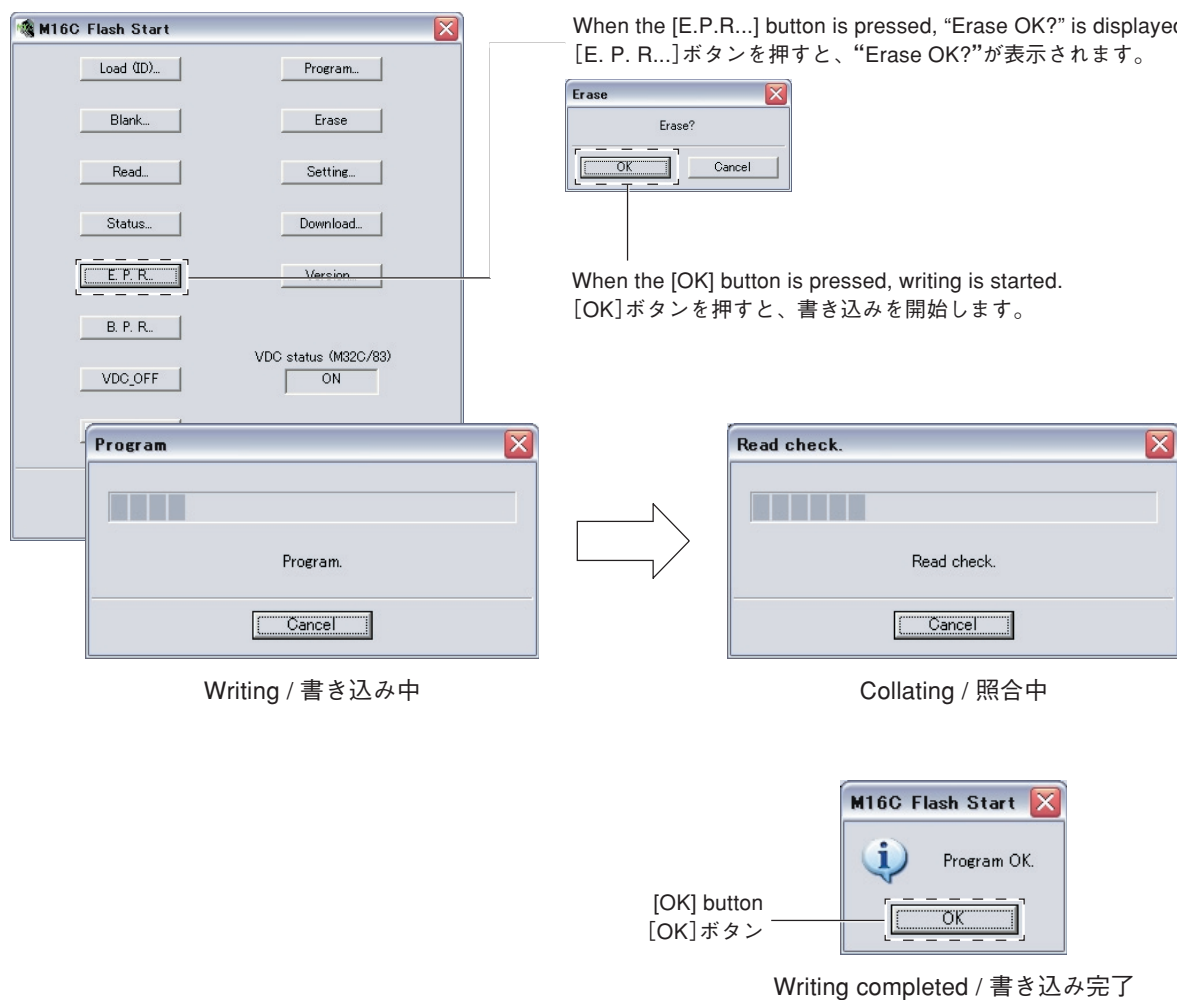 M16C Flash Start
Load (ID)...
Program...
Blank...
Erase
Read...
Setting...
Status...
Download...
E. P. R...
Version...
B. P. R...
VDC status (M32C/83)
VDC_OFF
ON
When the [E.P.R...] button is pressed, “Erase OK?” is displayed
［E. P. R...］ボタンを押すと、“Erase OK?”が表示されます。
Erase
Erase?
OK
Cancel
When the [OK] button is pressed, writing is started.
［OK］ボタンを押すと、書き込みを開始します。
Program
Program.
Cancel
Writing / 書き込み中
Read check.
Read check.
Cancel
Collating / 照合中
M16C Flash Start
Program OK.
OK
[OK] button
［OK］ボタン
Writing completed / 書き込み完了